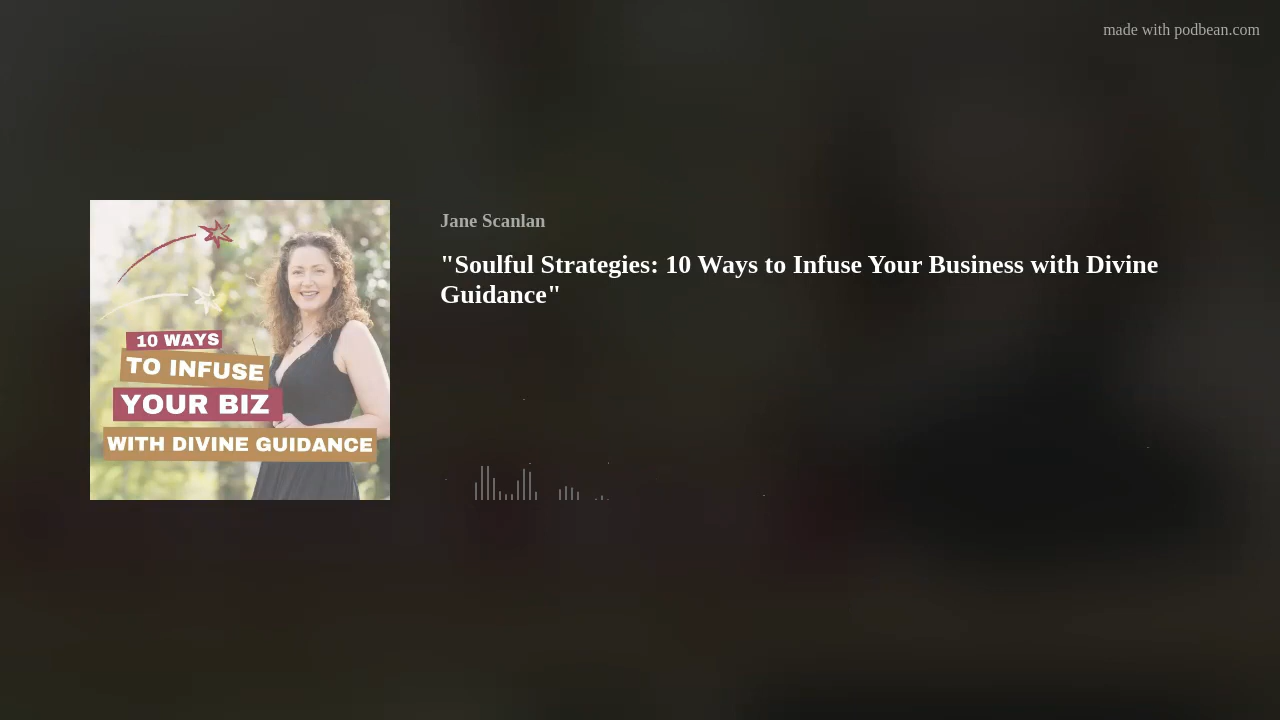 made with podbean.com
Jane Scanlan
"Soulful Strategies: 10 Ways to Infuse Your Business with Divine
Guidance"
10 WAYS
TO INFUSE
YOUR BIZ
WITH DIVINE GUIDANCE